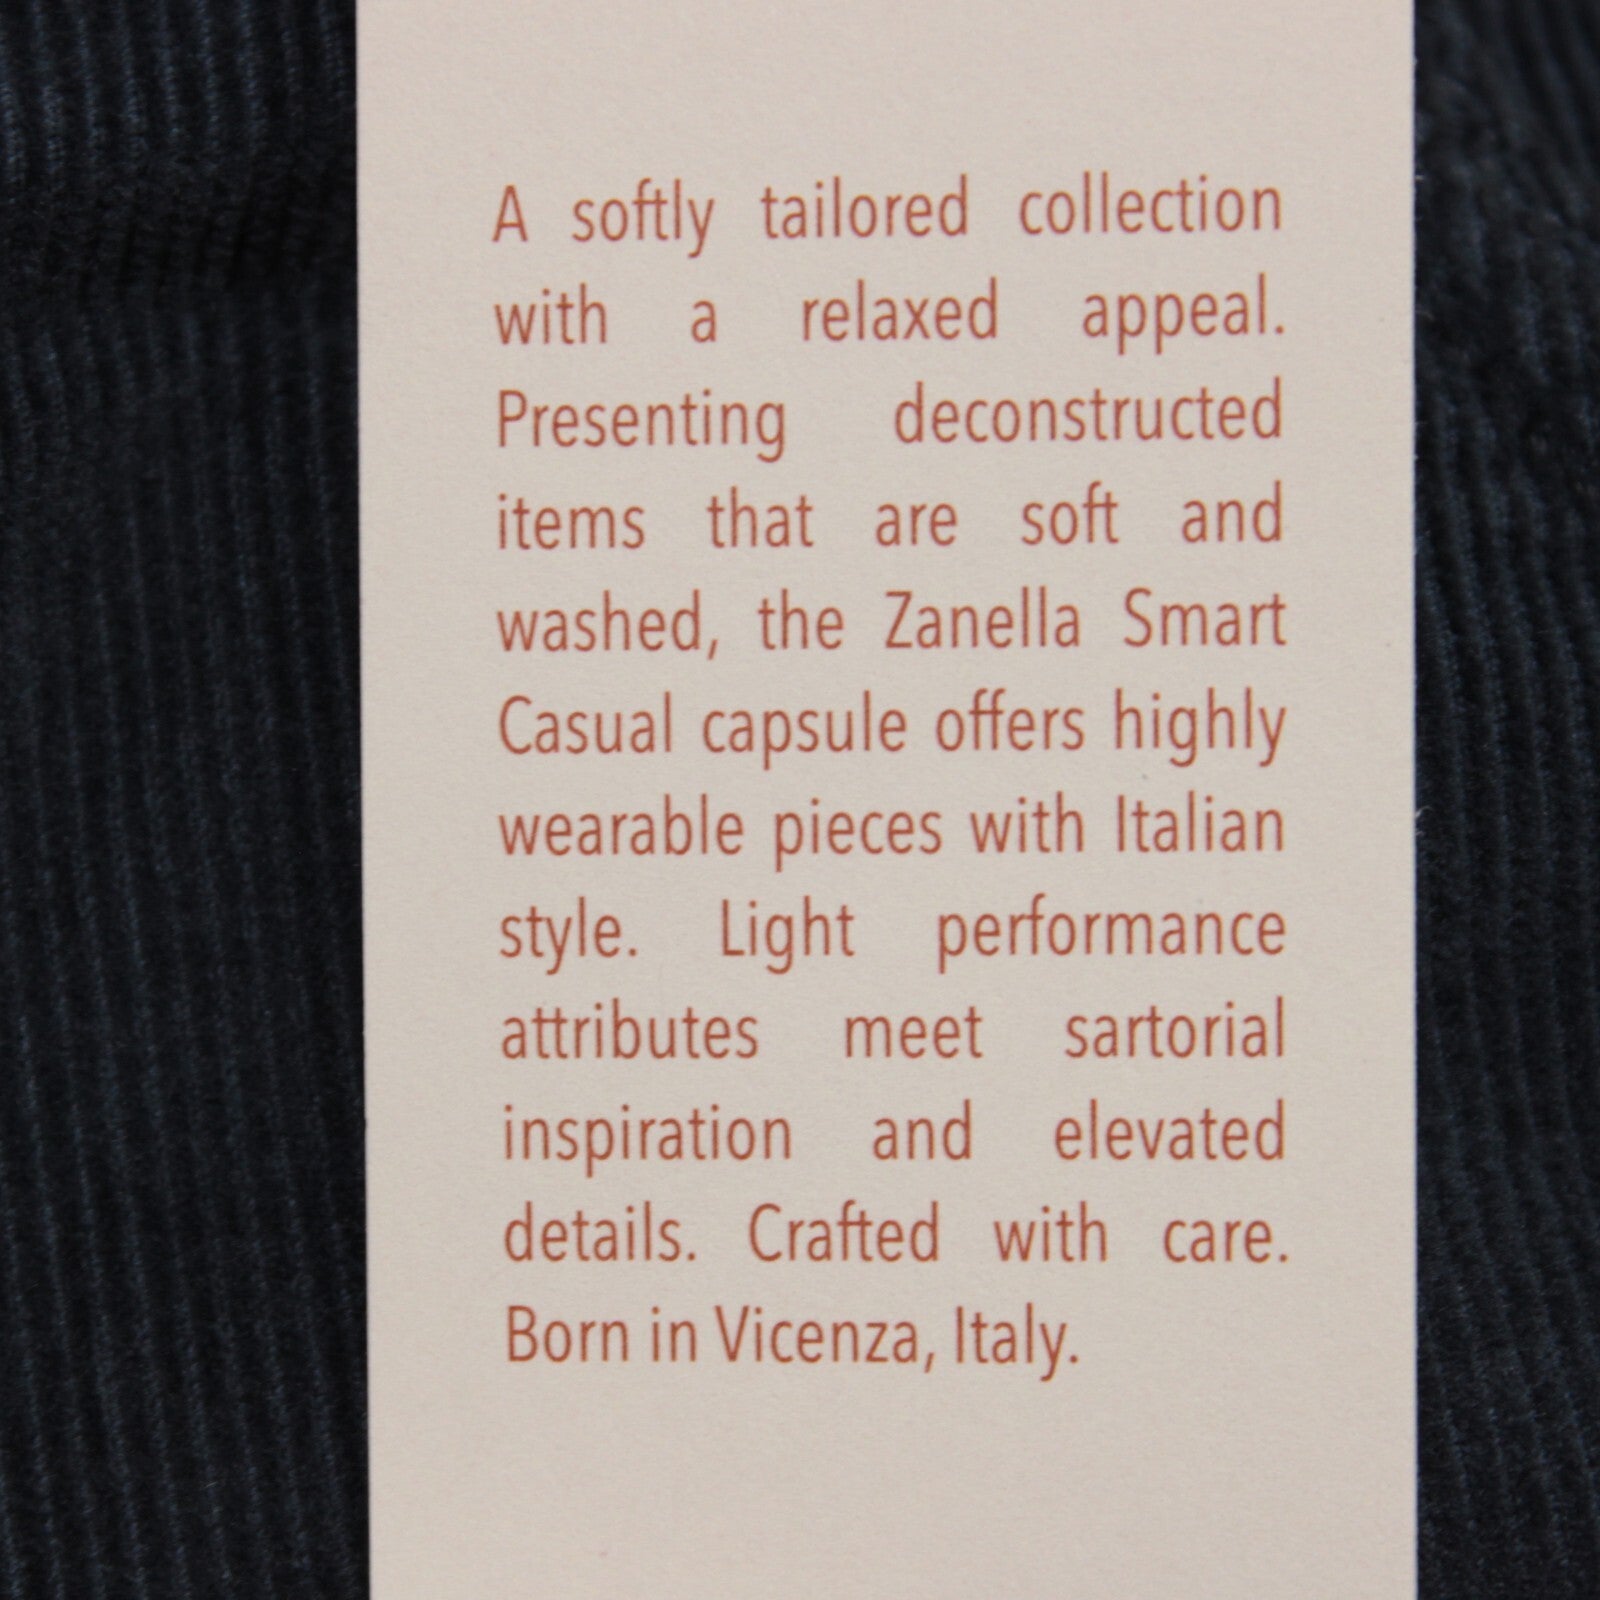 A softly tailored collection
with a relaxed appeal.
Presenting deconstructed
items that are soft and
washed, the Zanella Smart
Casual capsule offers highly
wearable pieces with Italian
style. Light performance
attributes meet sartorial
inspiration and elevated
details. Crafted with care.
Born in Vicenza, Italy.